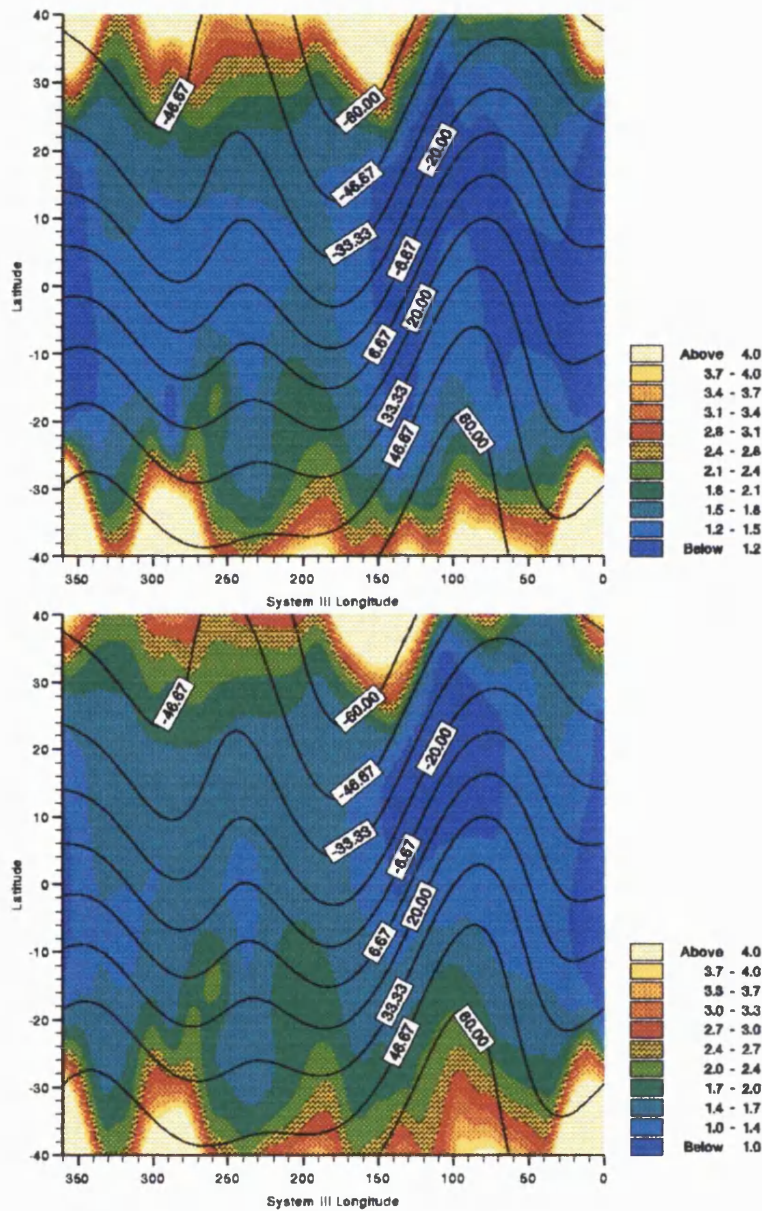 40
30
20
10
0
-10
-20
-30
-40
Latitude
-46.67
-60.00
-20.00
-46.67
-33.33
-6.67
20.00
6.67
33.33
46.67
60.00
350 300 250 200 150 100 50 0
System III Longitude
Above 4.0
3.7 - 4.0
3.4 - 3.7
3.1 - 3.4
2.8 - 3.1
2.4 - 2.8
2.1 - 2.4
1.8 - 2.1
1.5 - 1.8
1.2 - 1.5
Below 1.2
40
30
20
10
0
-10
-20
-30
-40
Latitude
-46.67
-60.00
-20.00
-46.67
-33.33
-6.67
20.00
6.67
33.33
46.67
60.00
350 300 250 200 150 100 50 0
System III Longitude
Above 4.0
3.7 - 4.0
3.3 - 3.7
3.0 - 3.3
2.7 - 3.0
2.4 - 2.7
2.0 - 2.4
1.7 - 2.0
1.4 - 1.7
1.0 - 1.4
Below 1.0